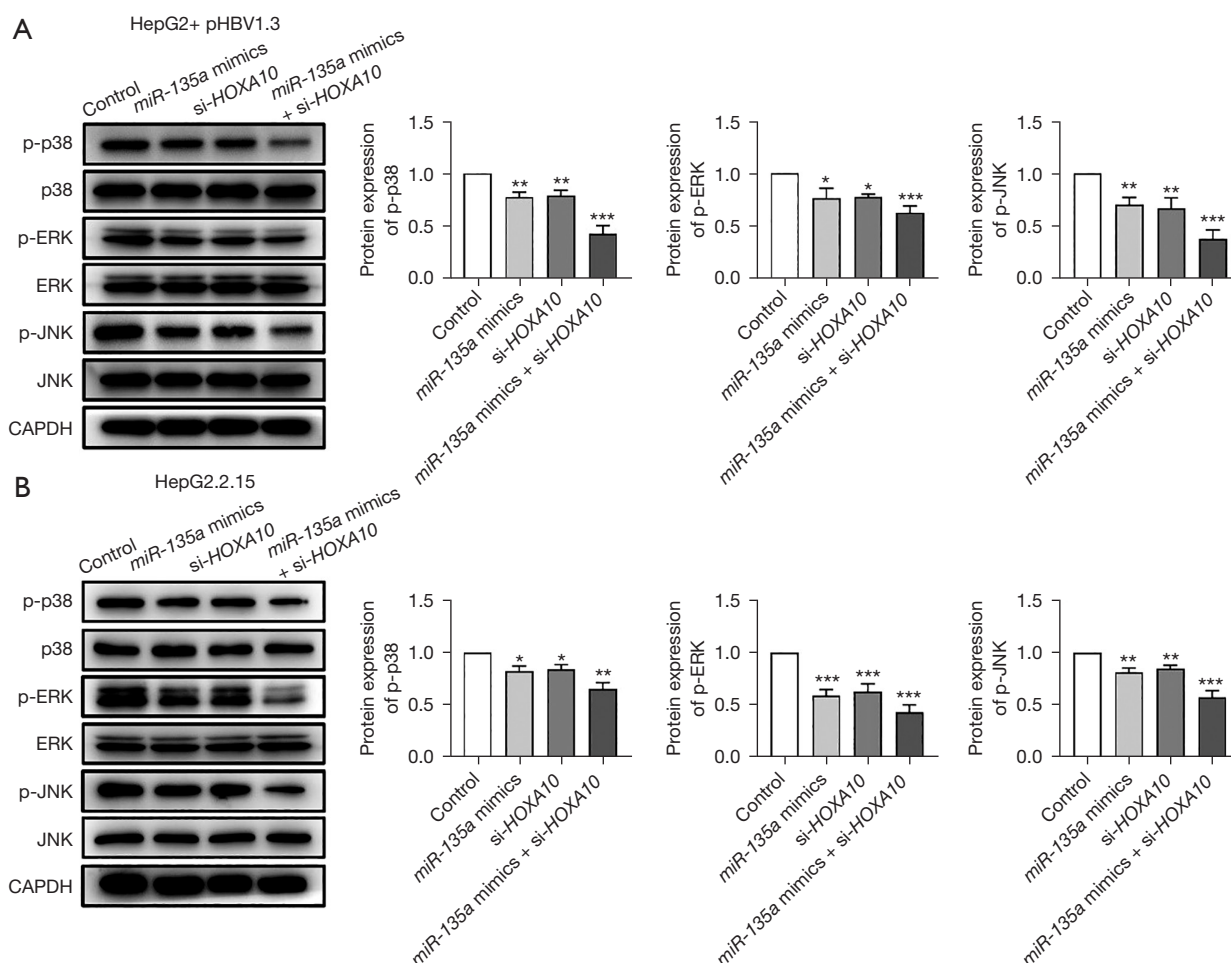 A
HepG2+ pHBV1.3
Control
miR-135a mimics
si-HOXA10
miR-135a mimics
+ si-HOXA10
p-p38
p38
p-ERK
ERK
p-JNK
JNK
CAPDH
Protein expression
of p-p38
1.5
1.0
0.5
0.0
**
**
***
Control
miR-135a mimics
si-HOXA10
miR-135a mimics + si-HOXA10
Protein expression
of p-ERK
1.5
1.0
0.5
0.0
*
*
***
Control
miR-135a mimics
si-HOXA10
miR-135a mimics + si-HOXA10
Protein expression
of p-JNK
1.5
1.0
0.5
0.0
**
**
***
Control
miR-135a mimics
si-HOXA10
miR-135a mimics + si-HOXA10
B
HepG2.2.15
Control
miR-135a mimics
si-HOXA10
miR-135a mimics
+ si-HOXA10
p-p38
p38
p-ERK
ERK
p-JNK
JNK
CAPDH
Protein expression
of p-p38
1.5
1.0
0.5
0.0
*
*
**
Control
miR-135a mimics
si-HOXA10
miR-135a mimics + si-HOXA10
Protein expression
of p-ERK
1.5
1.0
0.5
0.0
***
***
***
Control
miR-135a mimics
si-HOXA10
miR-135a mimics + si-HOXA10
Protein expression
of p-JNK
1.5
1.0
0.5
0.0
**
**
***
Control
miR-135a mimics
si-HOXA10
miR-135a mimics + si-HOXA10